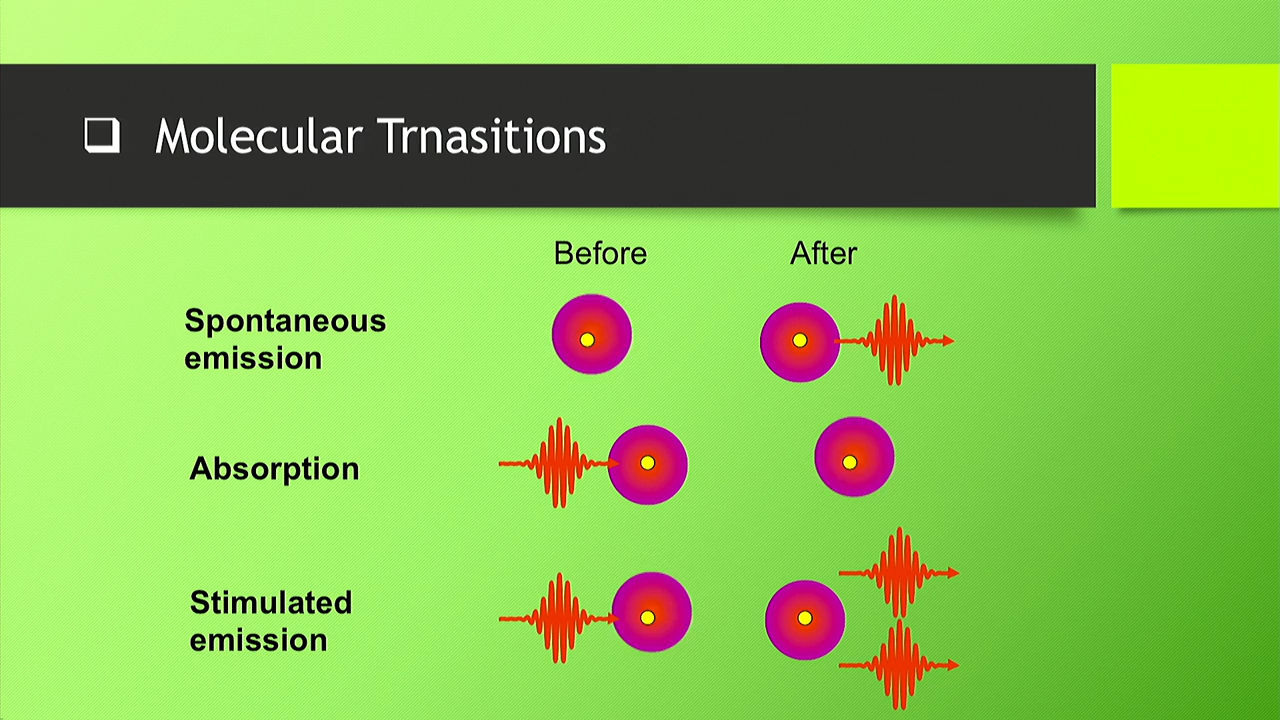 Molecular Trnasitions
Before After
Spontaneous
emission
Absorption
Stimulated
emission